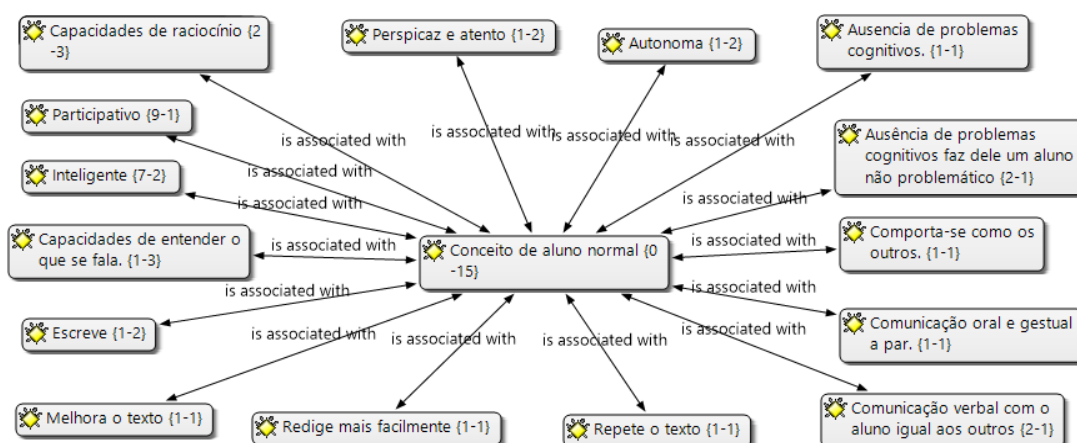 Capacidades de raciocínio {2
-3}
Perspicaz e atento {1-2}
Autonoma {1-2}
Ausencia de problemas
cognitivos. {1-1}
Participativo {9-1}
is associated with
is associated with
is associated with
is associated with
Ausência de problemas
cognitivos faz dele um aluno
não problemático {2-1}
is associated with
is associated with
Inteligente {7-2}
is associated with
is associated with
Capacidades de entender o
que se fala. {1-3}
is associated with
Conceito de aluno normal {0
-15}
is associated with
Comporta-se como os
outros. {1-1}
is associated with
is associated with
Escreve {1-2}
is associated with
is associated with
is associated with
is associated with
Comunicação oral e gestual
a par. {1-1}
Melhora o texto {1-1}
Redige mais facilmente {1-1}
Repete o texto {1-1}
Comunicação verbal com o
aluno igual aos outros {2-1}